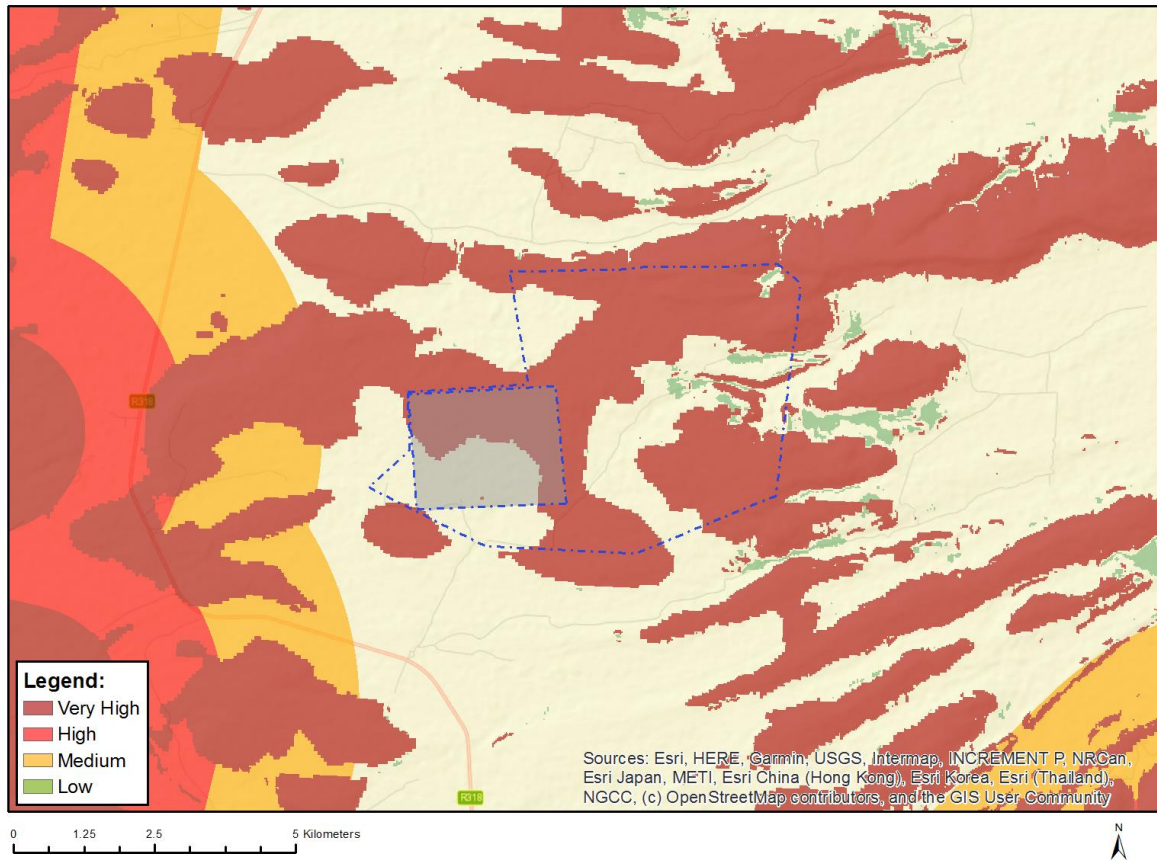 R318
Legend:
Very High
High
Medium
Low
Sources: Esri, HERE, Garmin, USGS, Intermap, INCREMENT P, NRCan,
Esri Japan, METI, Esri China (Hong Kong), Esri Korea, Esri (Thailand),
NGCC, (c) OpenStreetMap contributors, and the GIS User Community
R318
0 1.25 2.5 5 Kilometers
N